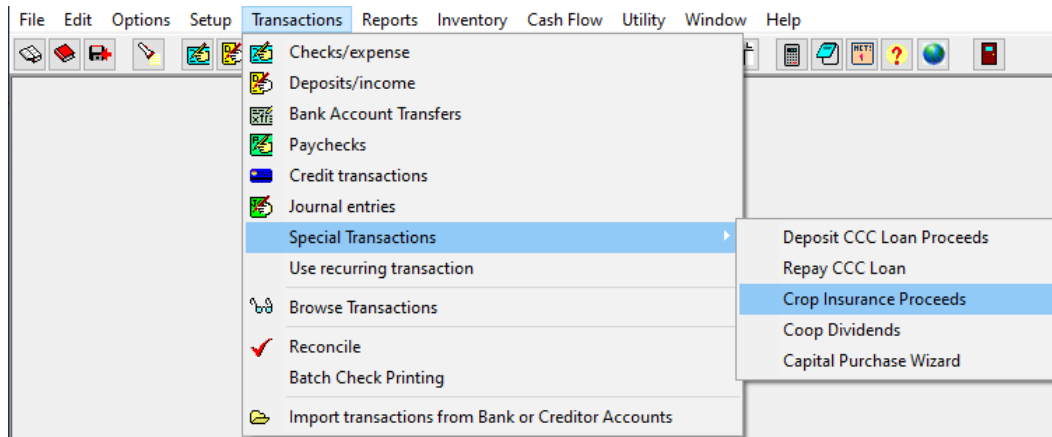 File Edit Options Setup Transactions Reports Inventory Cash Flow Utility Window Help
Checks/expense
Deposits/income
Bank Account Transfers
Paychecks
Credit transactions
Journal entries
Special Transactions
Use recurring transaction
Browse Transactions
Reconcile
Batch Check Printing
Import transactions from Bank or Creditor Accounts
Deposit CCC Loan Proceeds
Repay CCC Loan
Crop Insurance Proceeds
Coop Dividends
Capital Purchase Wizard